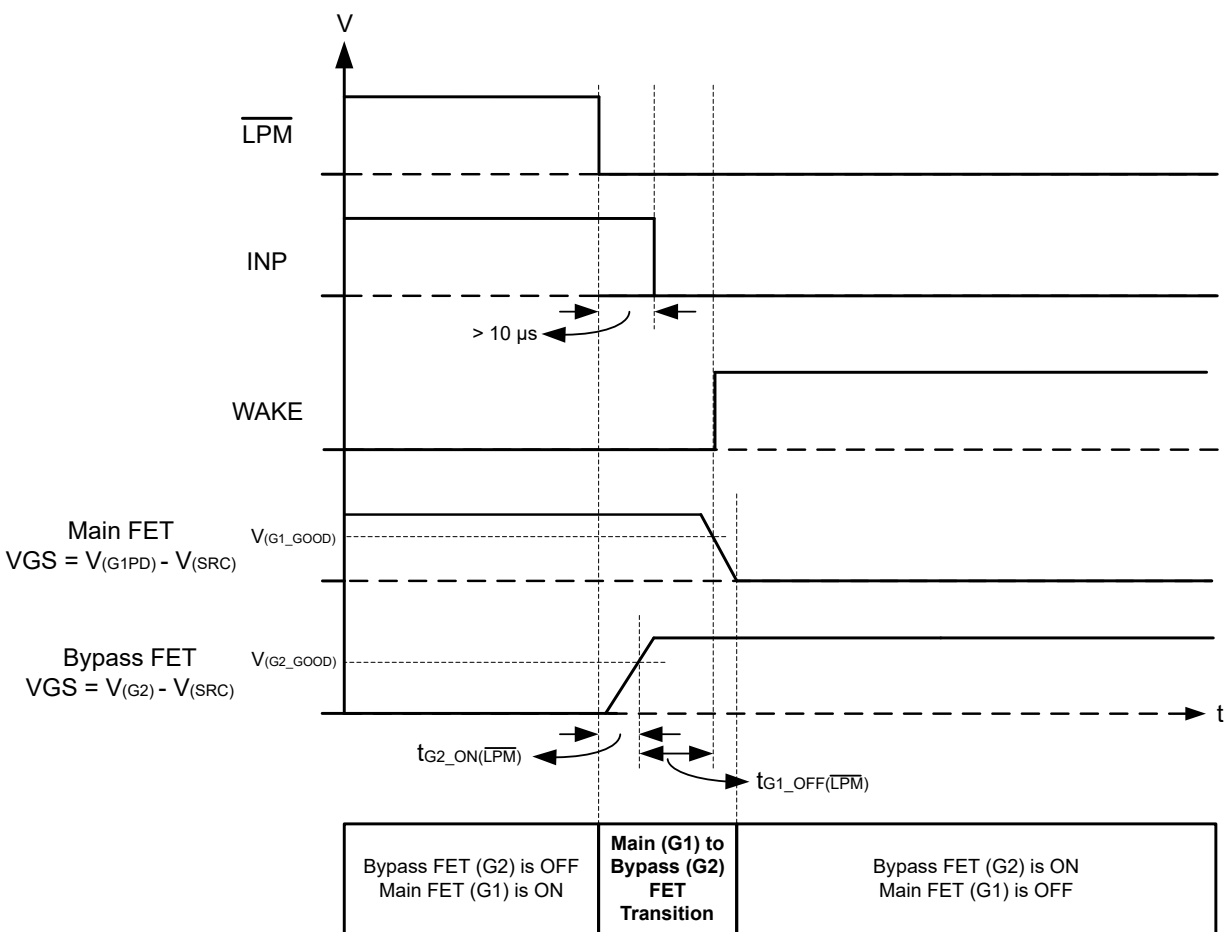 V
LPM
INP
> 10 µs
WAKE
Main FET
VGS = V(G1PD) - V(SRC)
V(G1_GOOD)
Bypass FET
VGS = V(G2) - V(SRC)
V(G2_GOOD)
t
tG2_ON(LPM)
tG1_OFF(LPM)
Bypass FET (G2) is OFF
Main FET (G1) is ON
Main (G1) to
Bypass (G2)
FET
Transition
Bypass FET (G2) is ON
Main FET (G1) is OFF